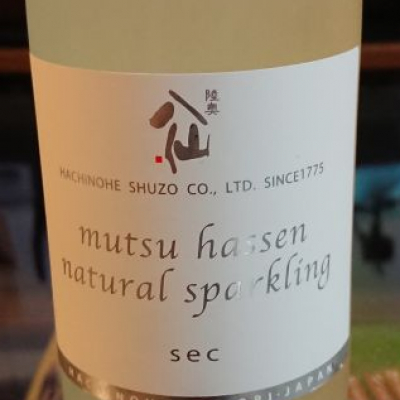 陸奥
八仙
HACHINOHE SHUZO CO., LTD. SINCE1775
mutsu hassen
natural sparkling
sec